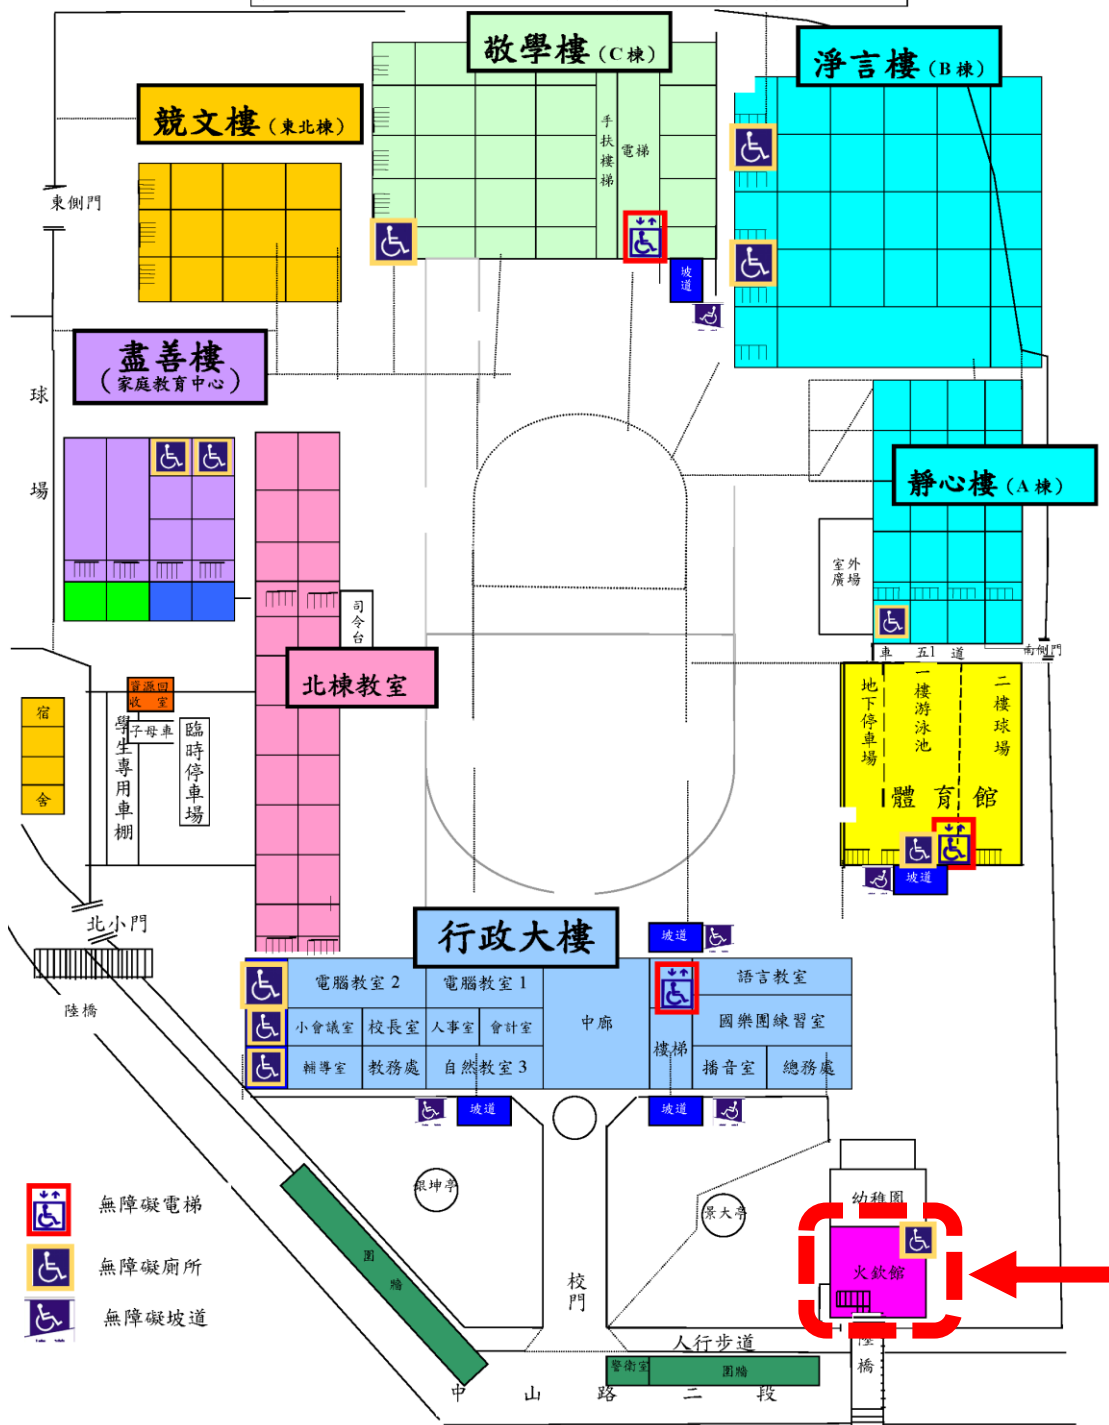 敬學樓（C棟）
淨言樓（B棟）
競文樓（東北棟）
手扶樓梯
電梯
東側門
坡道
盡善樓
（家庭教育中心）
球場
靜心樓（A棟）
室外
廣場
司令台
車五1道
南側門
北棟教室
資源回
收室
子母車
學生專用車棚
臨時停車場
宿
舍
地下停車場
一樓游泳池
二樓球場
體育館
坡道
北小門
陸橋
行政大樓
坡道
電腦教室2
電腦教室1
中廊
語言教室
小會議室
校長室
人事室
會計室
國樂團練習室
樓梯
輔導室
教務處
自然教室3
播音室
總務處
坡道
坡道
坤亭
景大亭
幼稚園
火欽館
無障礙電梯
無障礙廁所
無障礙坡道
圍牆
校門
人行步道
陸橋
警衛室
圍牆
中山路二段